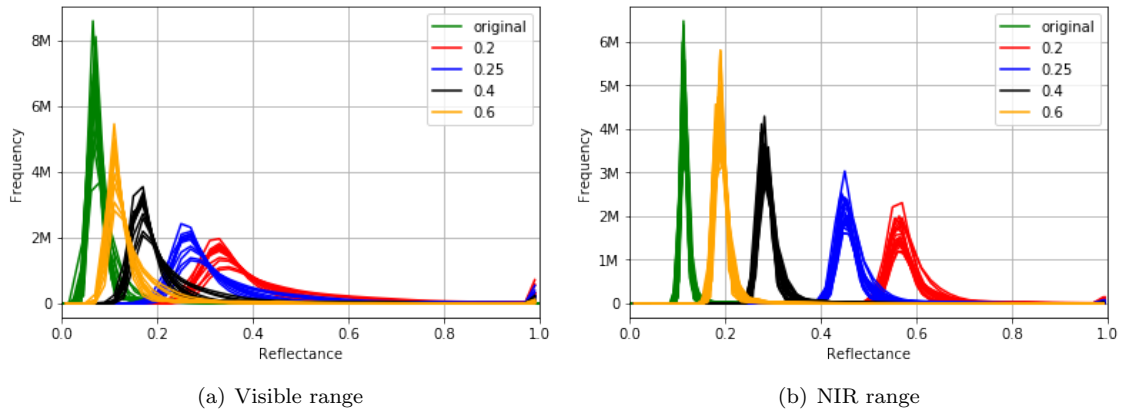 8M
6M
4M
2M
0
Frequency
0.0 0.2 0.4 0.6 0.8 1.0
Reflectance
original
0.2
0.25
0.4
0.6
(a) Visible range
6M
5M
4M
3M
2M
1M
0
Frequency
0.0 0.2 0.4 0.6 0.8 1.0
Reflectance
original
0.2
0.25
0.4
0.6
(b) NIR range